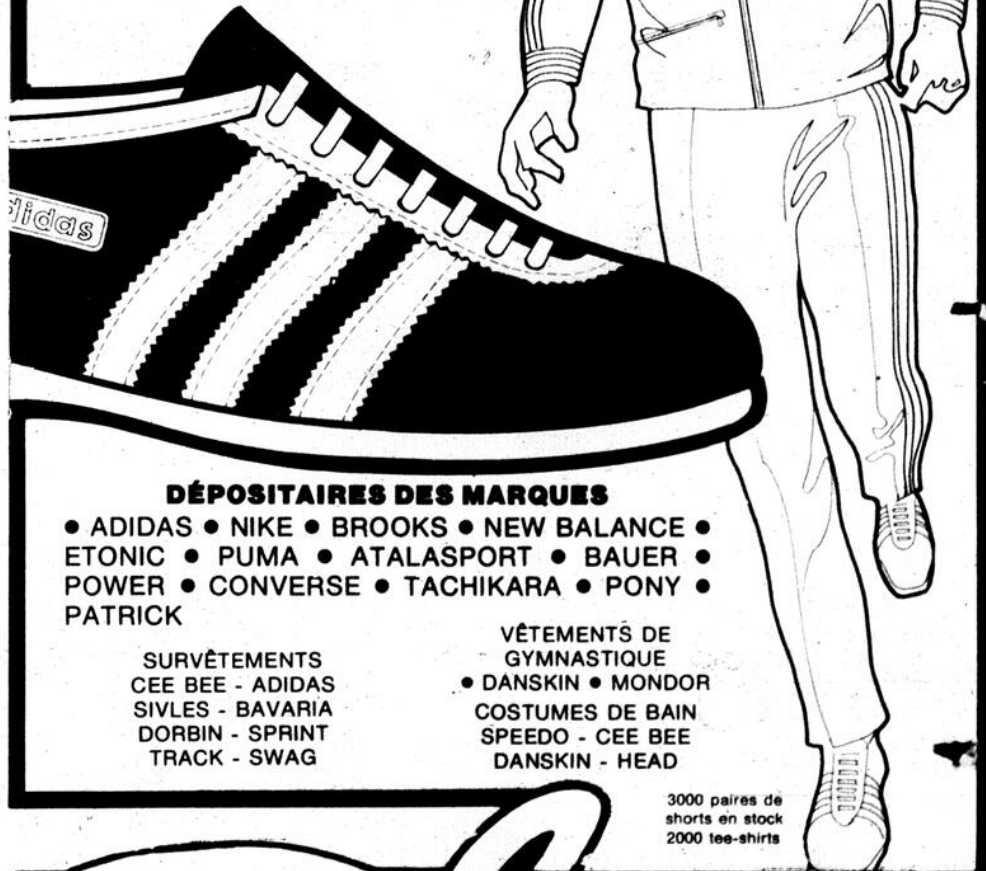 didas
DÉPOSITAIRES DES MARQUES
• ADIDAS • NIKE • BROOKS • NEW BALANCE •
ETONIC • PUMA • ATALASPORT • BAUER •
POWER • CONVERSE • TACHIKARA • PONY •
PATRICK
SURVÊTEMENTS
CEE BEE - ADIDAS
SIVLES - BAVARIA
DORBIN - SPRINT
TRACK - SWAG
VÊTEMENTS DE
GYMNASTIQUE
• DANSKIN • MONDOR
COSTUMES DE BAIN
SPEEDO - CEE BEE
DANSKIN - HEAD
3000 paires de
shorts en stock
2000 tee-shirts